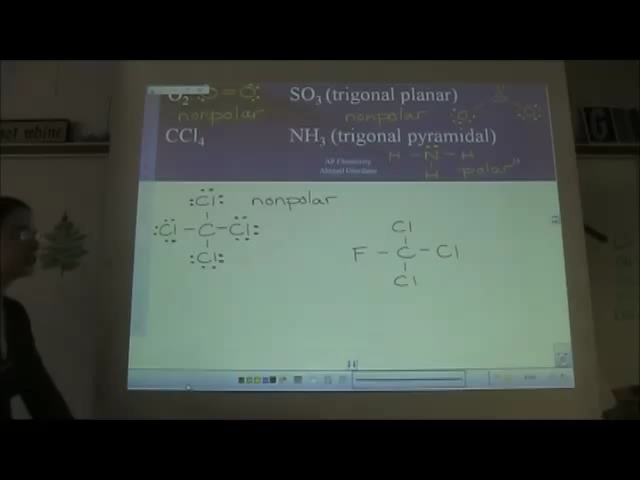 O2 O=O SO3 (trigonal planar)
nonpolar nonpolar
CCl4 NH3 (trigonal pyramidal)
H - N - H
H
polar
AP Chemistry
Cl nonpolar
Cl - C - Cl
Cl
Cl
F - C - Cl
Cl